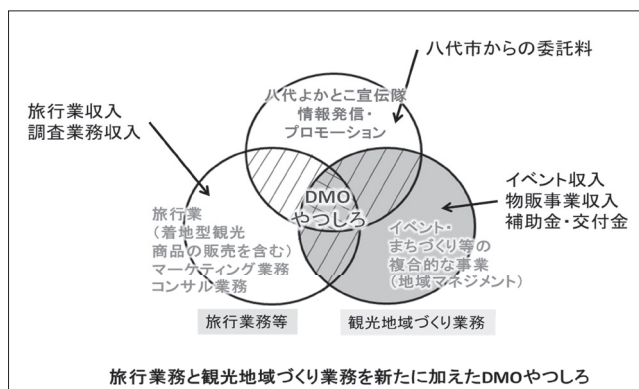 八代市からの委託料
八代よかとこ宣伝隊
情報発信・
プロモーション
旅行業収入
調査業務収入
イベント収入
物販事業収入
補助金・交付金
DMO
やつしろ
旅行業
(着地型観光
商品の販売を含む)
マーケティング業務
コンサル業務
イベント・
まちづくり等の
複合的な事業
(地域マネジメント)
旅行業務等
観光地域づくり業務
旅行業務と観光地域づくり業務を新たに加えたDMOやつしろ